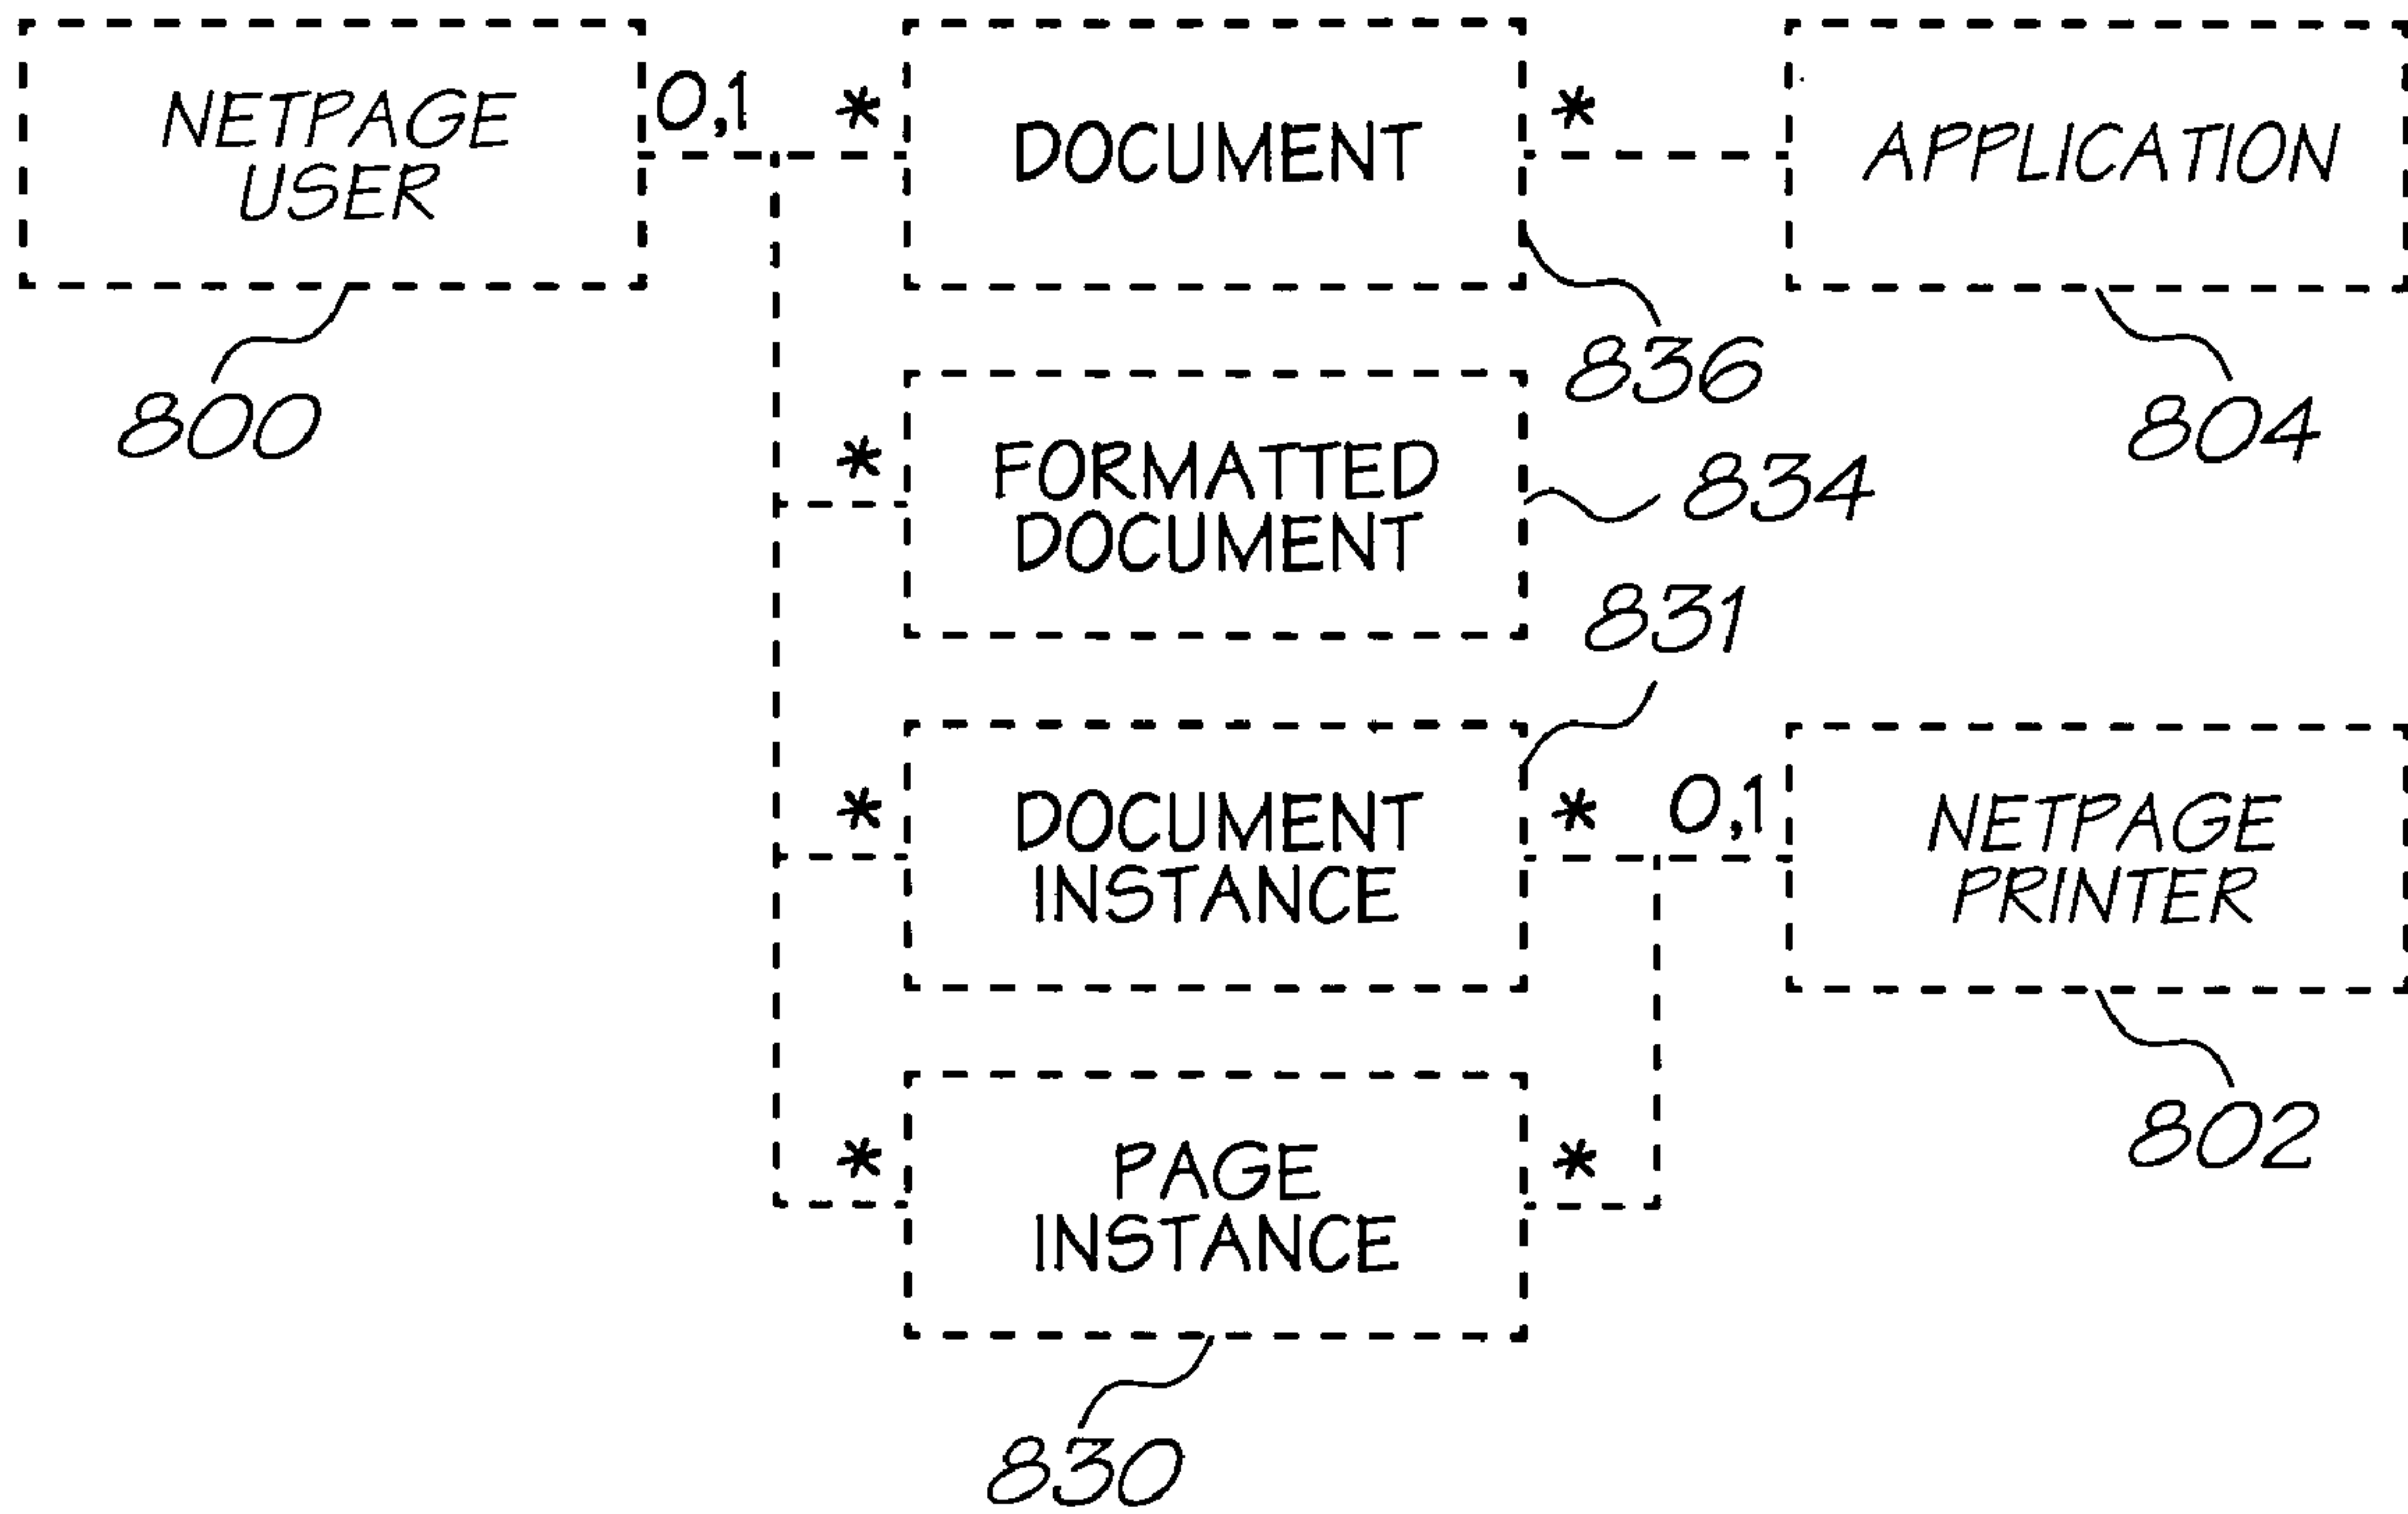 NETPAGE
USER
0,1
*
DOCUMENT
*
APPLICATION
800
836
804
*
FORMATTED
DOCUMENT
834
831
*
DOCUMENT
INSTANCE
*
0,1
NETPAGE
PRINTER
802
*
PAGE
INSTANCE
*
830